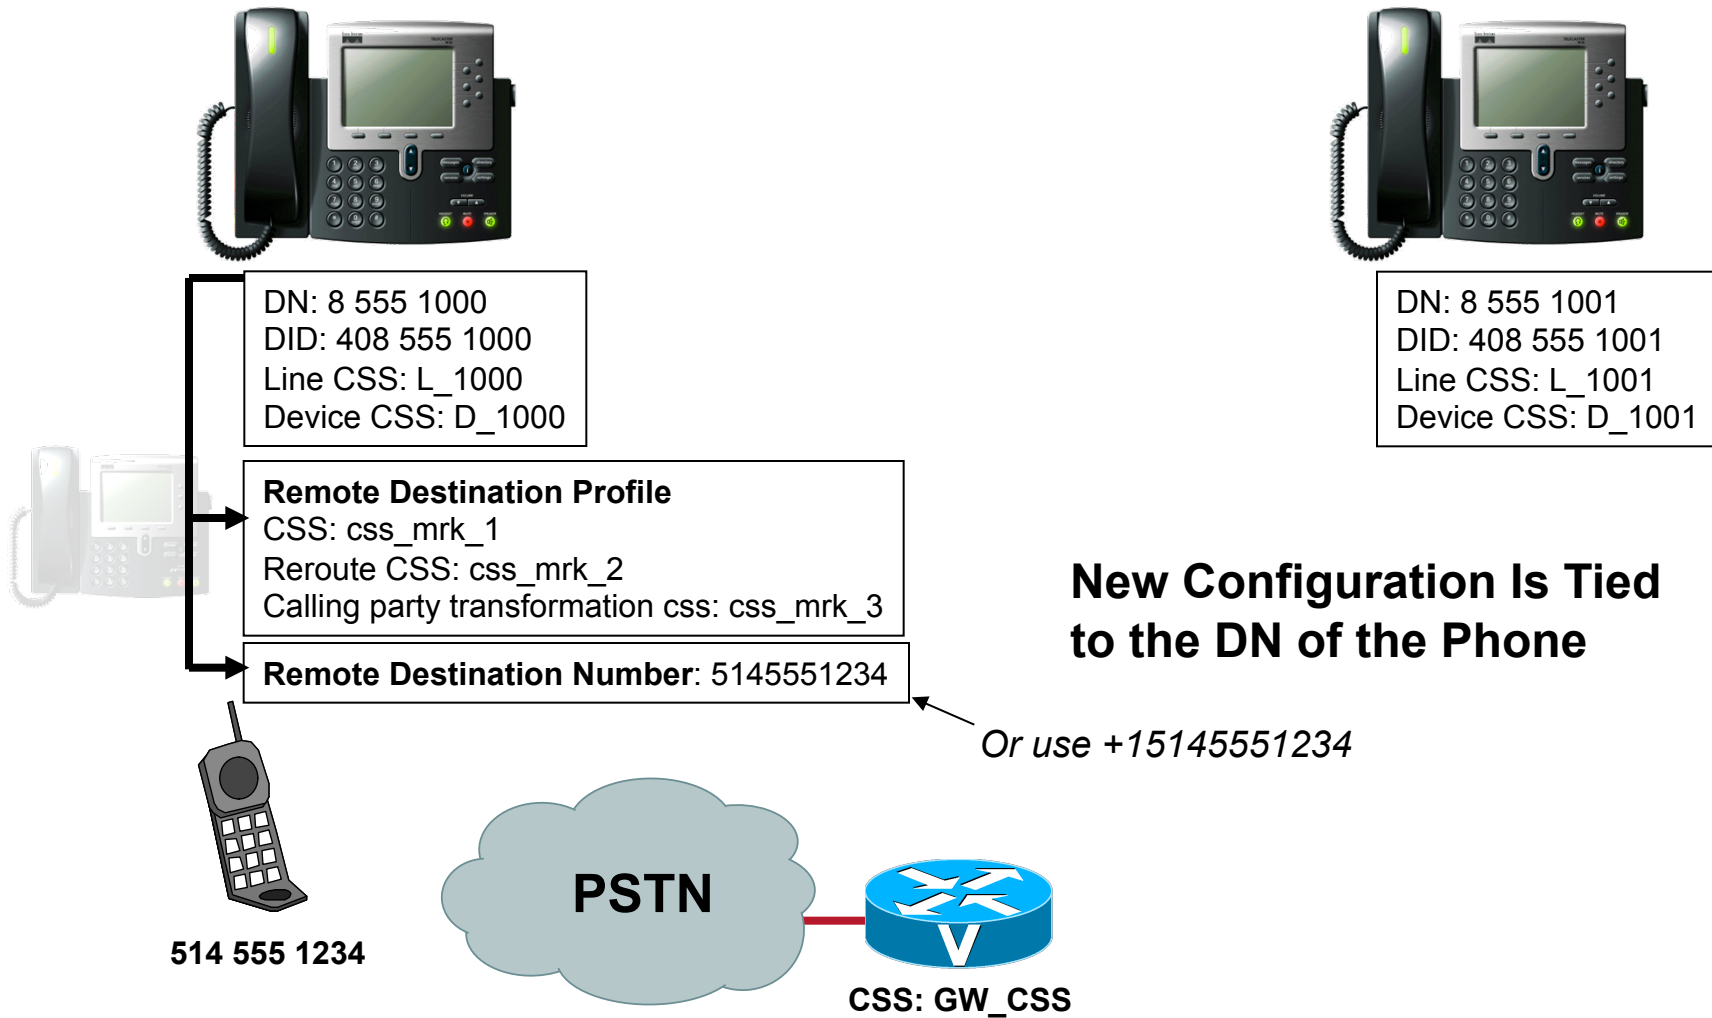 DN: 8 555 1000
DID: 408 555 1000
Line CSS: L_1000
Device CSS: D_1000
DN: 8 555 1001
DID: 408 555 1001
Line CSS: L_1001
Device CSS: D_1001
Remote Destination Profile
CSS: css_mrk_1
Reroute CSS: css_mrk_2
Calling party transformation css: css_mrk_3
Remote Destination Number: 5145551234
New Configuration Is Tied
to the DN of the Phone
Or use +15145551234
514 555 1234
PSTN
V
CSS: GW_CSS